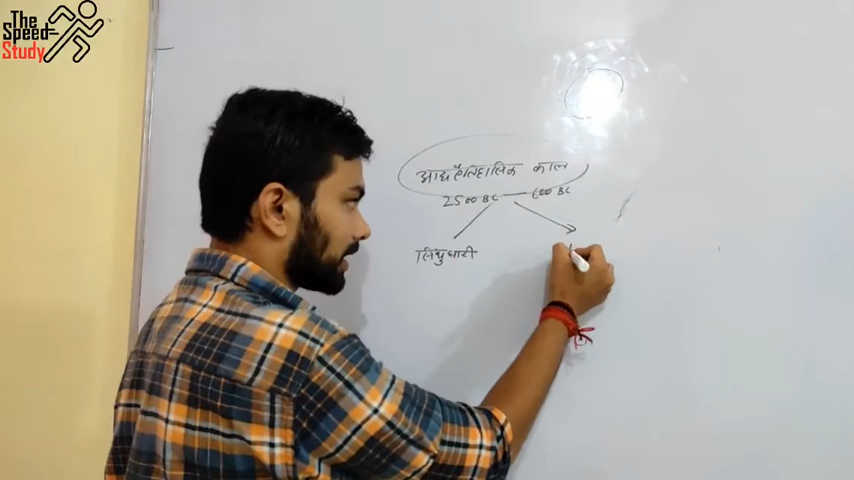 The
Speed
Study
आद्य ऐतिहासिक काल
2500 BC — 600 BC
सिंधु घाटी